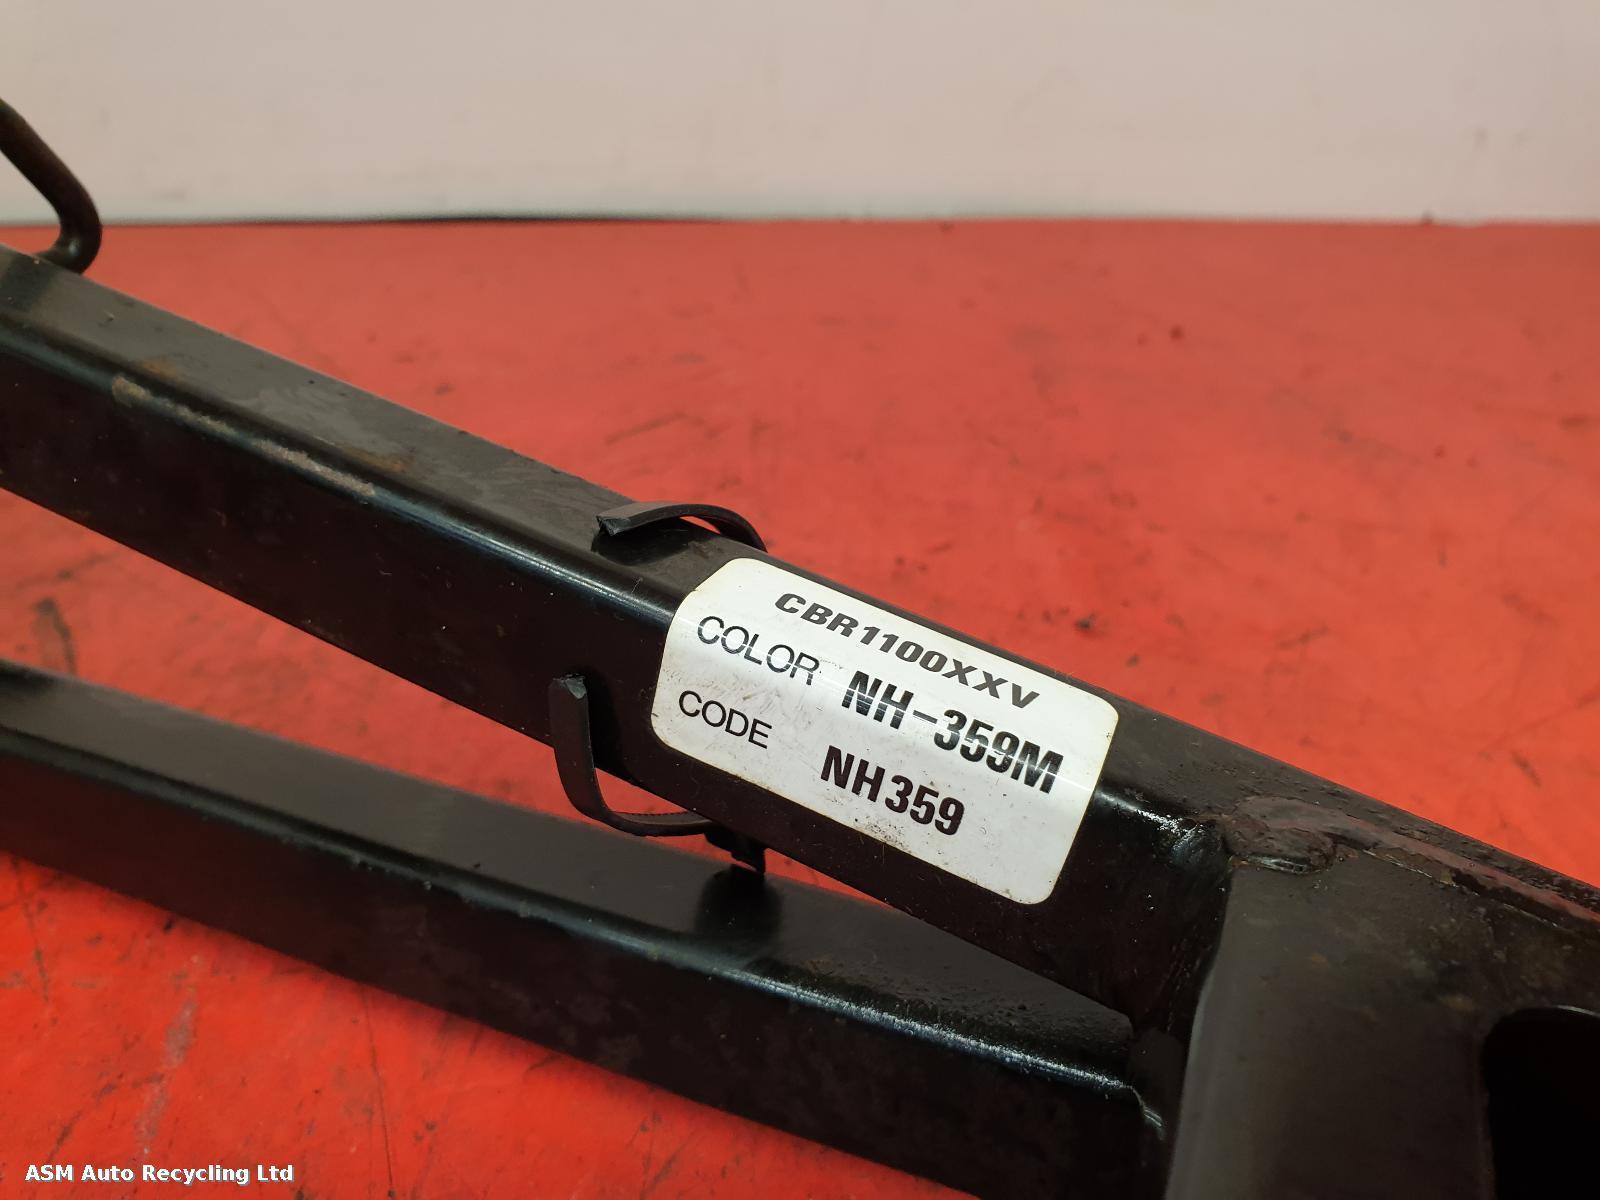 CBR1100XXV
COLOR NH-359M
CODE NH359
ASM Auto Recycling Ltd